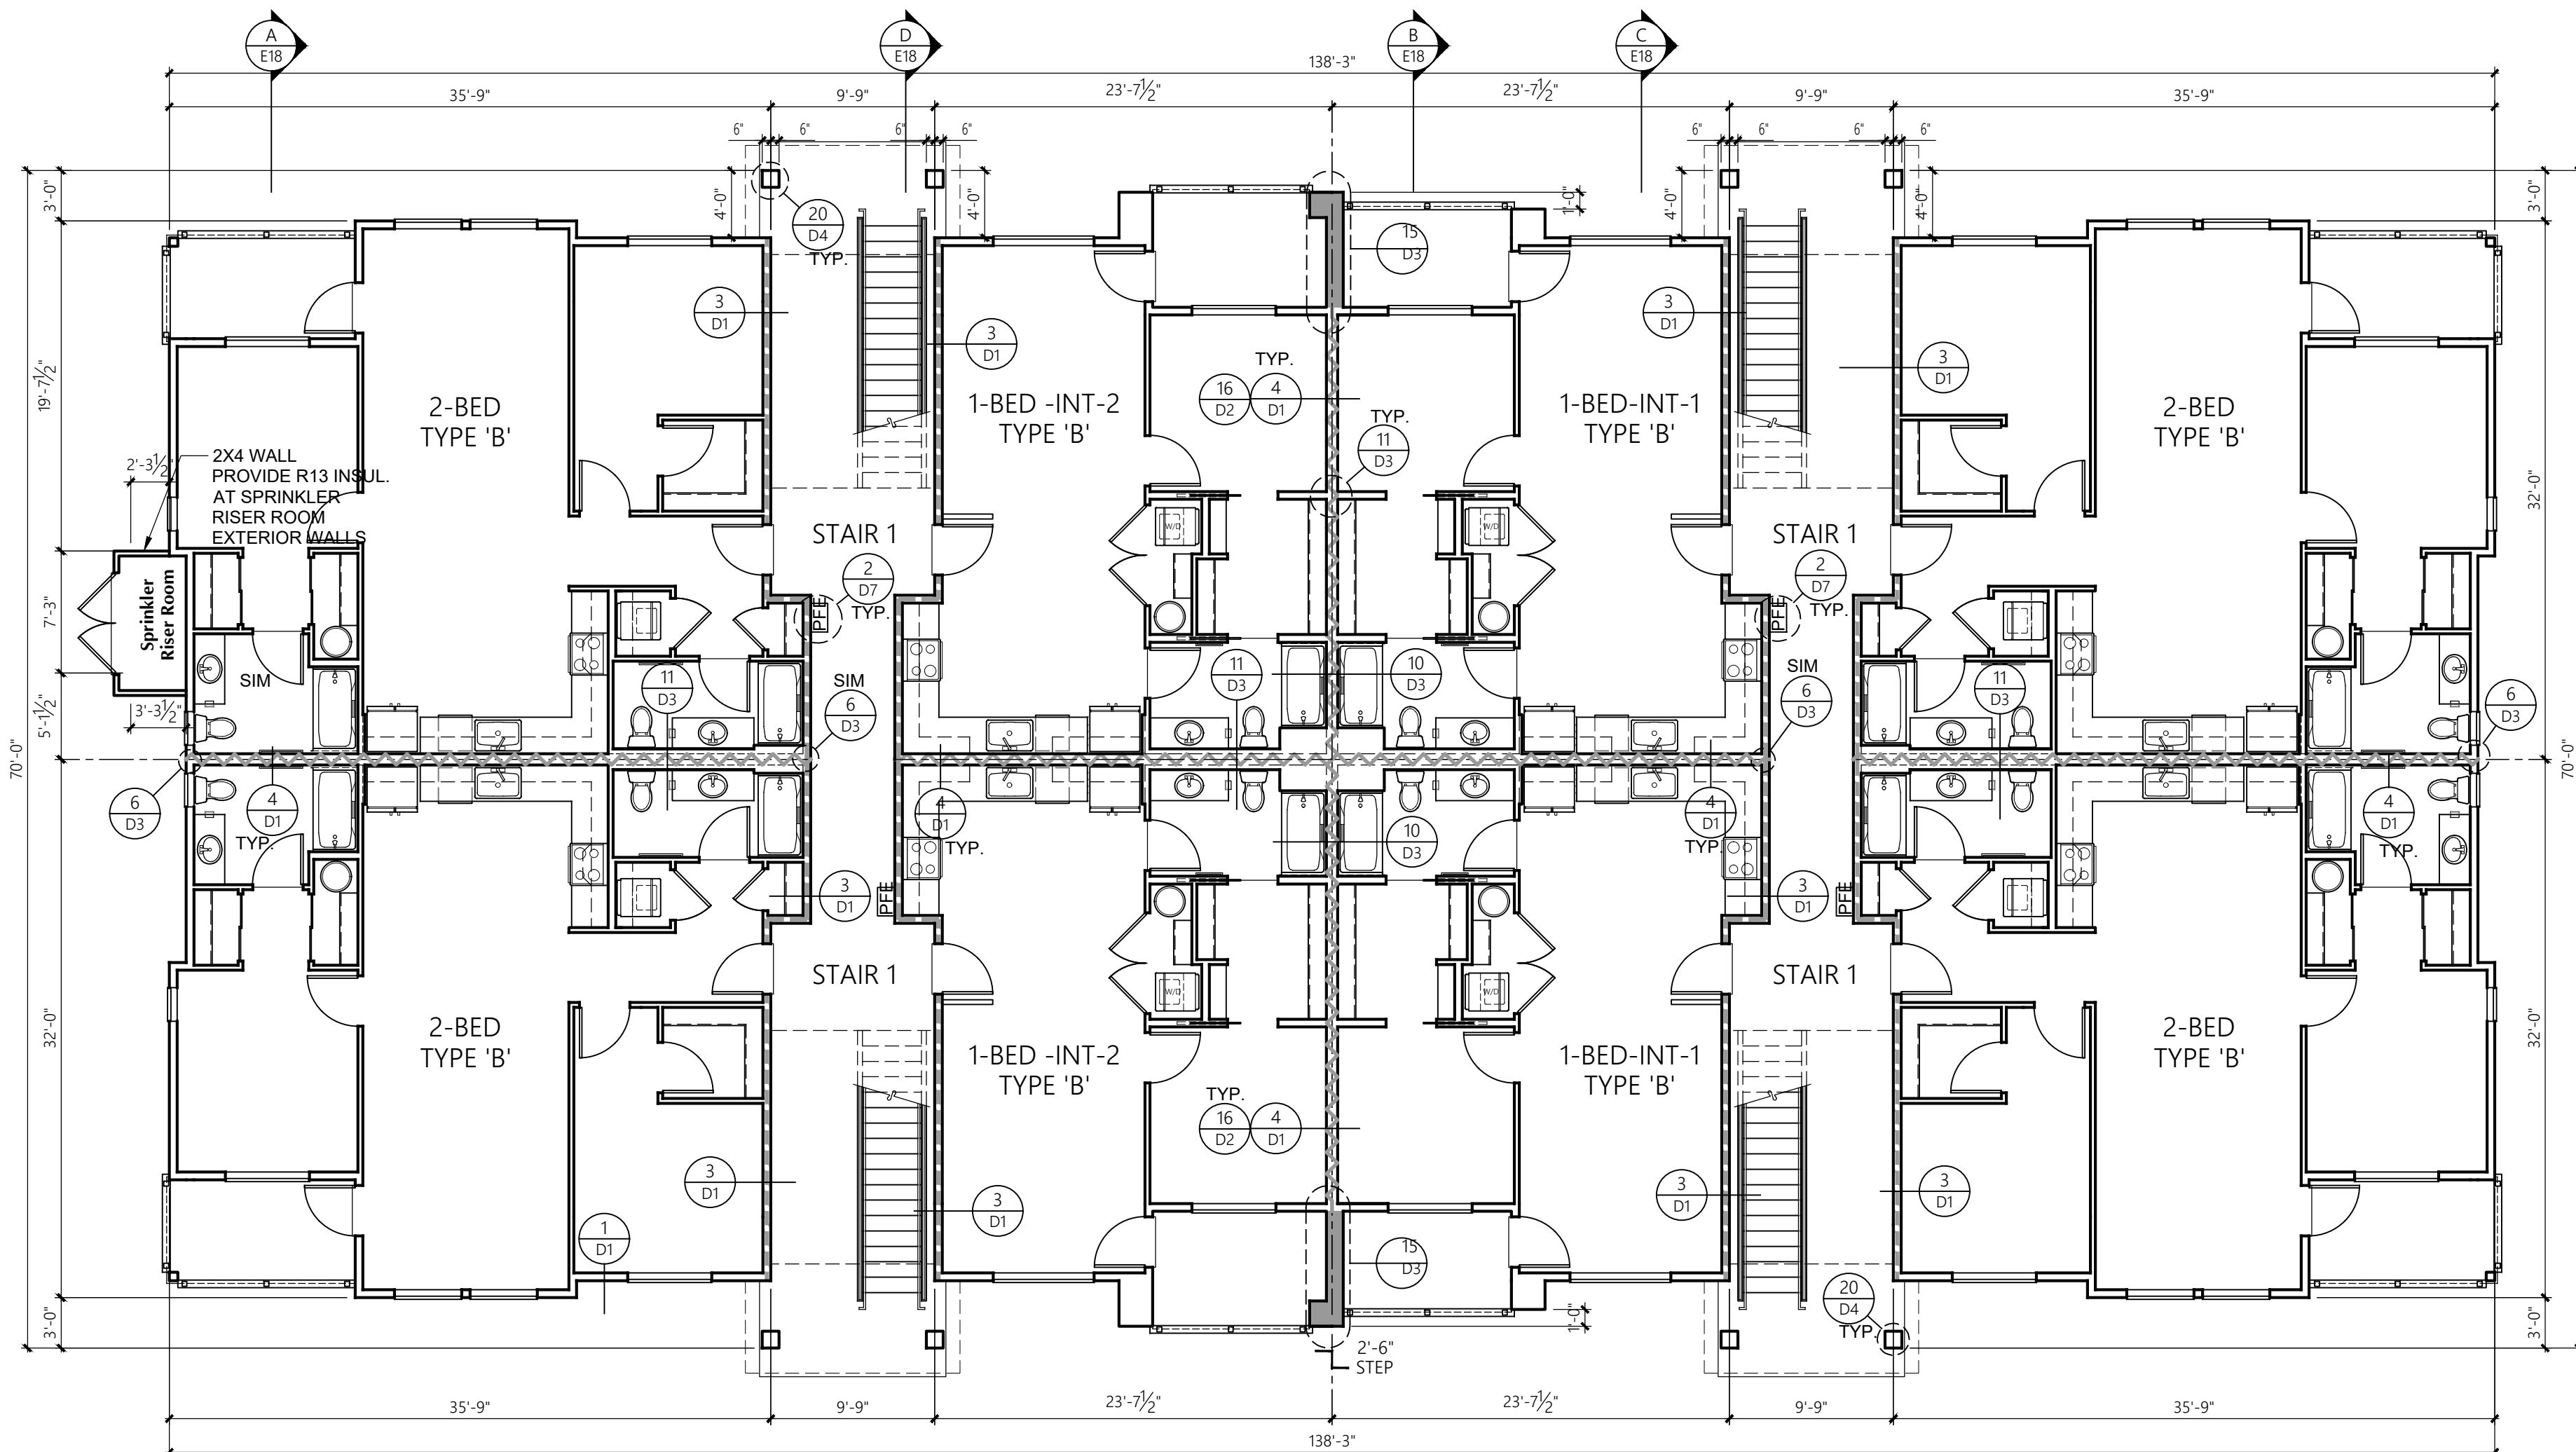 A
E18
D
E18
B
E18
C
E18
138'-3"
35'-9"
9'-9"
23'-7½"
23'-7½"
9'-9"
35'-9"
6"
6"
6"
6"
6"
6"
6"
6"
3'-0"
4'-0"
4'-0"
1'-0"
4'-0"
4'-0"
3'-0"
20
D4
TYP.
15
D3
3
D1
3
D1
3
D1
3
D1
19'-7½"
2-BED
TYPE 'B'
1-BED -INT-2
TYPE 'B'
TYP.
16
D2
4
D1
TYP.
11
D3
1-BED-INT-1
TYPE 'B'
2-BED
TYPE 'B'
32'-0"
2'-3½"
2X4 WALL
PROVIDE R13 INSUL.
AT SPRINKLER
RISER ROOM
EXTERIOR WALLS
W/D
W/D
STAIR 1
STAIR 1
2
D7
TYP.
2
D7
TYP.
PFE
PFE
7'-3"
Sprinkler
Riser Room
SIM
11
D3
SIM
6
D3
11
D3
10
D3
SIM
6
D3
11
D3
6
D3
5'-1½"
3'-3½"
70'-0"
70'-0"
6
D3
4
D1
TYP.
4
D1
TYP.
10
D3
4
D1
TYP.
4
D1
TYP.
3
D1
PFE
3
D1
PFE
STAIR 1
STAIR 1
W/D
W/D
32'-0"
2-BED
TYPE 'B'
1-BED -INT-2
TYPE 'B'
1-BED-INT-1
TYPE 'B'
2-BED
TYPE 'B'
32'-0"
TYP.
16
D2
4
D1
3
D1
3
D1
3
D1
3
D1
1
D1
15
D3
20
D4
TYP.
3'-0"
1'-0"
3'-0"
2'-6"
STEP
35'-9"
9'-9"
23'-7½"
23'-7½"
9'-9"
35'-9"
138'-3"